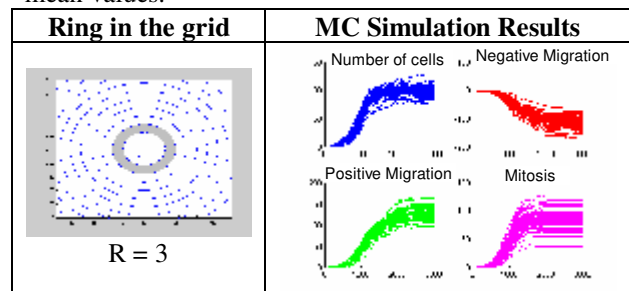 mean values.
Ring in the grid
MC Simulation Results
R = 3
Number of cells
Negative Migration
Positive Migration
Mitosis